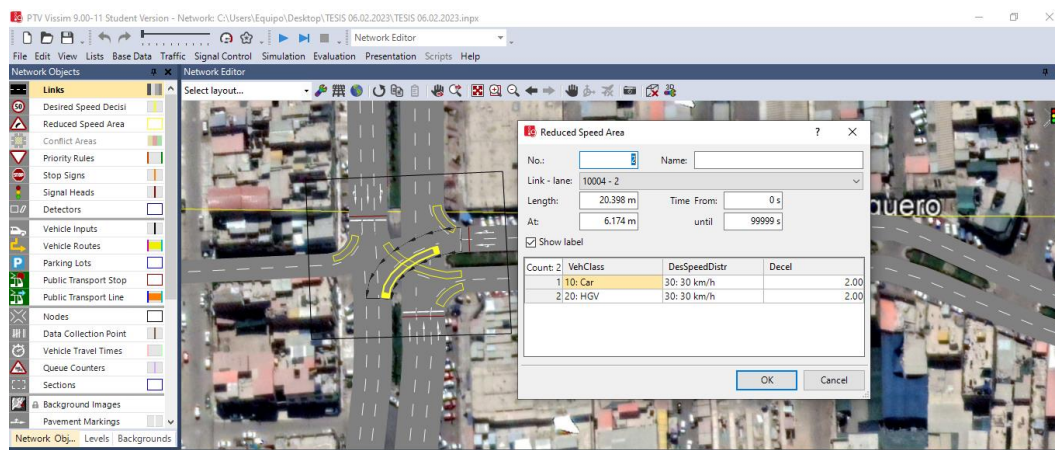 PTV Vissim 9.00-11 Student Version - Network: C:\Users\Equipo\Desktop\TESIS 06.02.2023\TESIS 06.02.2023.inpx
Network Editor
File Edit View Lists Base Data Traffic Signal Control Simulation Evaluation Presentation Scripts Help
Network Objects
Network Editor
Select layout...
Links
50 Desired Speed Decisi
Reduced Speed Area
Conflict Areas
Priority Rules
STOP Stop Signs
Signal Heads
Detectors
Vehicle Inputs
Vehicle Routes
P Parking Lots
Public Transport Stop
Public Transport Line
Nodes
Data Collection Point
Vehicle Travel Times
Queue Counters
Sections
Background Images
Pavement Markings
Network Obj... Levels Backgrounds
quero
Reduced Speed Area ? X
No.: 2 Name:
Link - lane: 10004 - 2
Length: 20.398 m Time From: 0 s
At: 6.174 m until 99999 s
Show label
Count: 2 VehClass DesSpeedDistr Decel
1 10: Car 30: 30 km/h 2.00
2 20: HGV 30: 30 km/h 2.00
OK Cancel